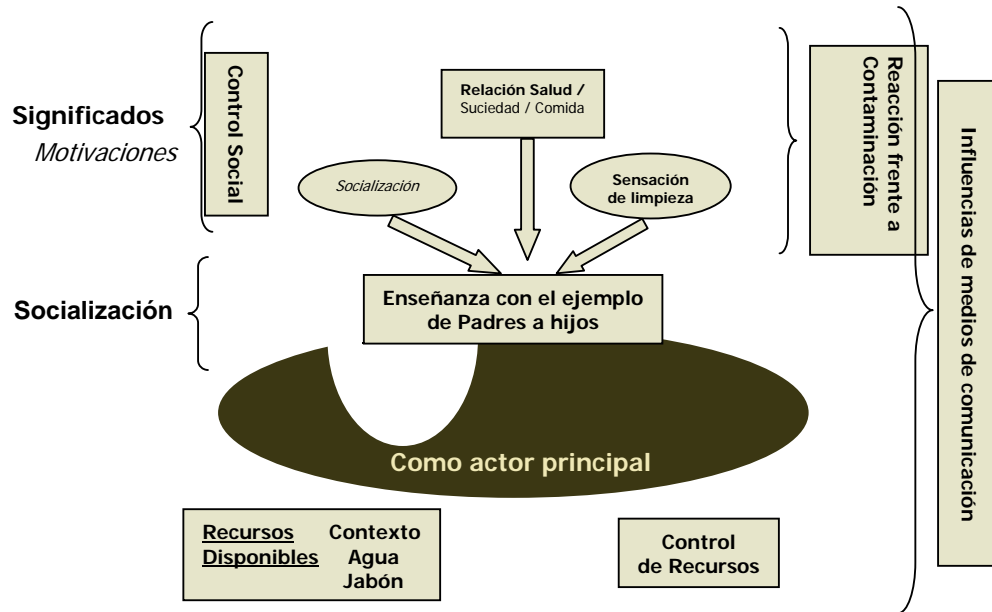 Significados
Motivaciones
Control Social
Relación Salud /
Suciedad / Comida
Socialización
Sensación
de limpieza
Reacción frente a
Contaminación
Influencias de medios de comunicación
Socialización
Enseñanza con el ejemplo
de Padres a hijos
Como actor principal
Recursos Contexto
Disponibles Agua
Jabón
Control
de Recursos